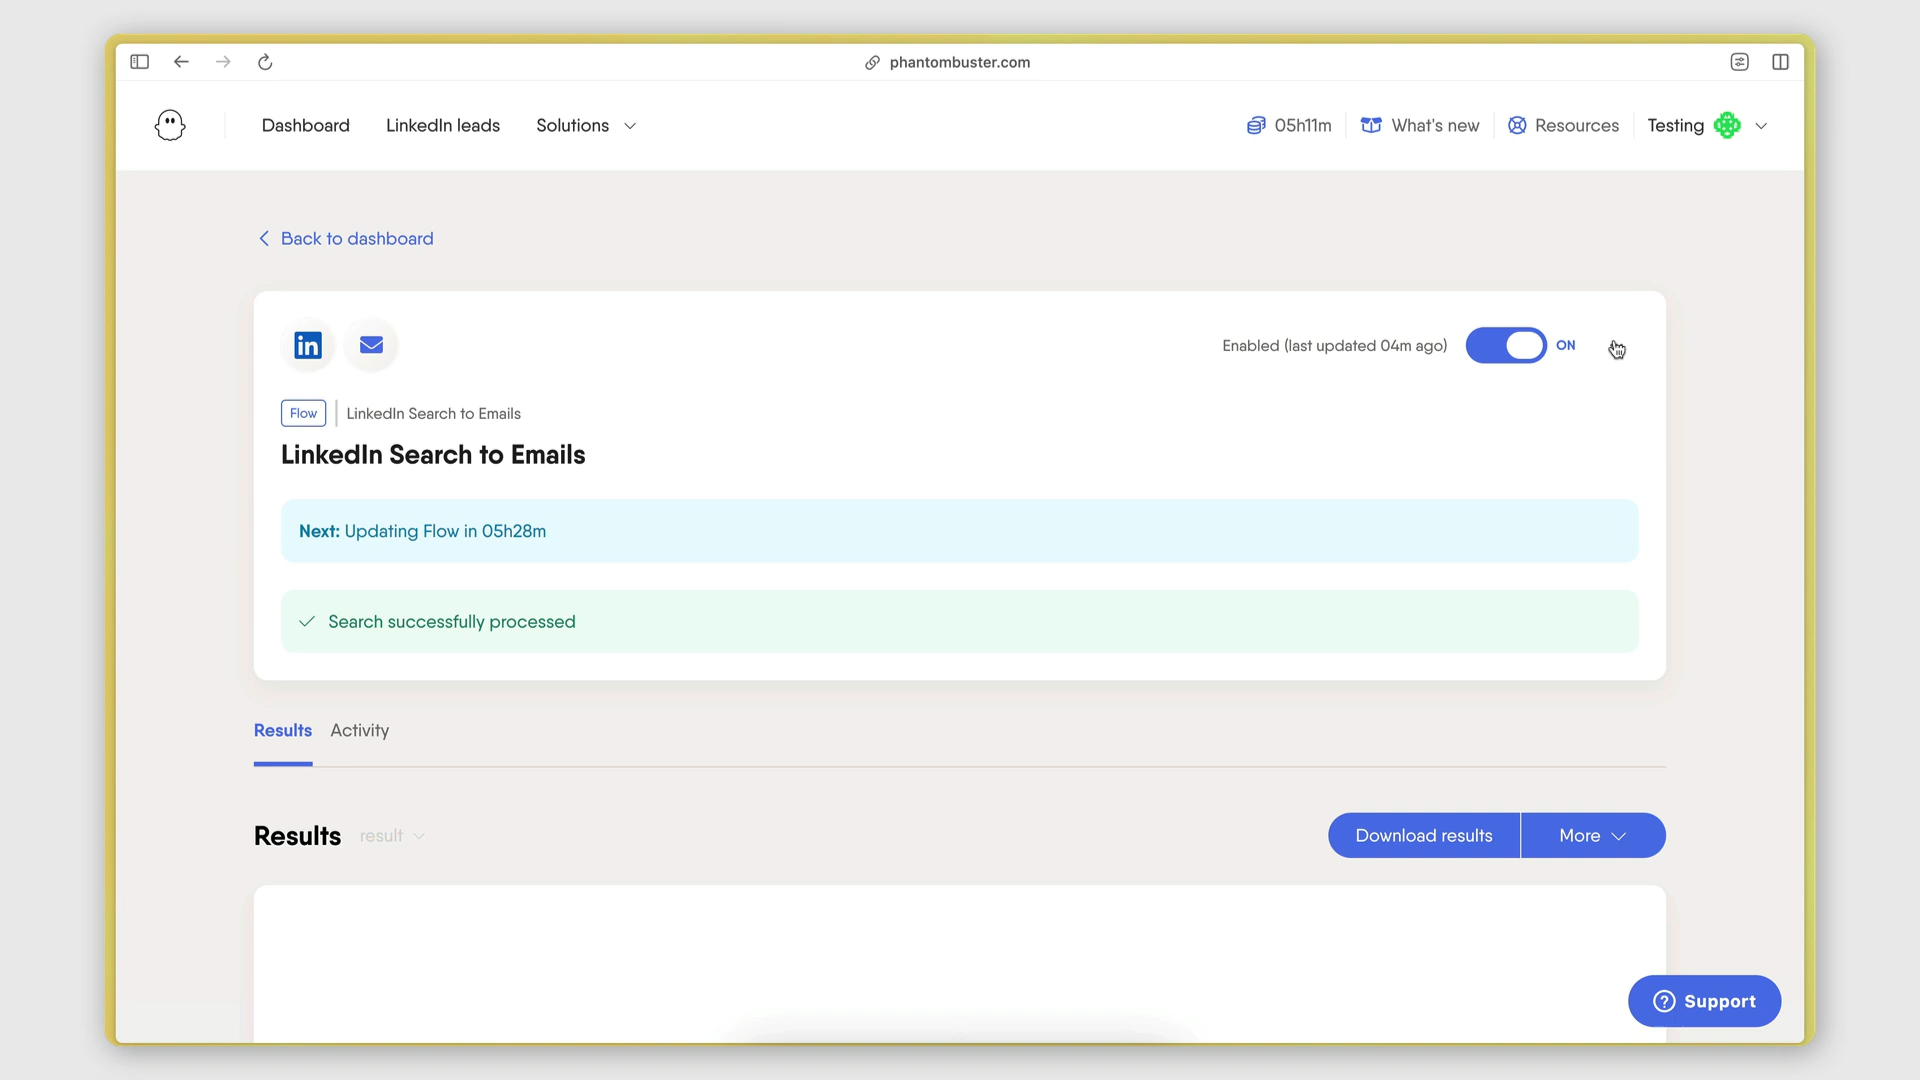 phantombuster.com
Dashboard LinkedIn leads Solutions 05h11m What's new Resources Testing
Back to dashboard
in Enabled (last updated 04m ago) ON
Flow LinkedIn Search to Emails
LinkedIn Search to Emails
Next: Updating Flow in 05h28m
Search successfully processed
Results Activity
Results result Download results More
? Support